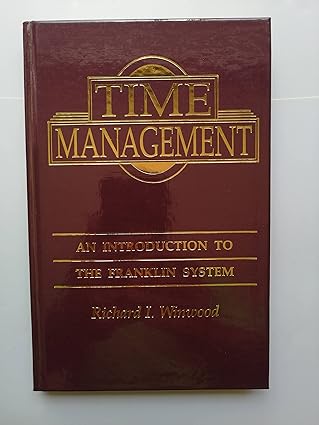 TIME
MANAGEMENT
AN INTRODUCTION TO
THE FRANKLIN SYSTEM
Richard I. Winwood